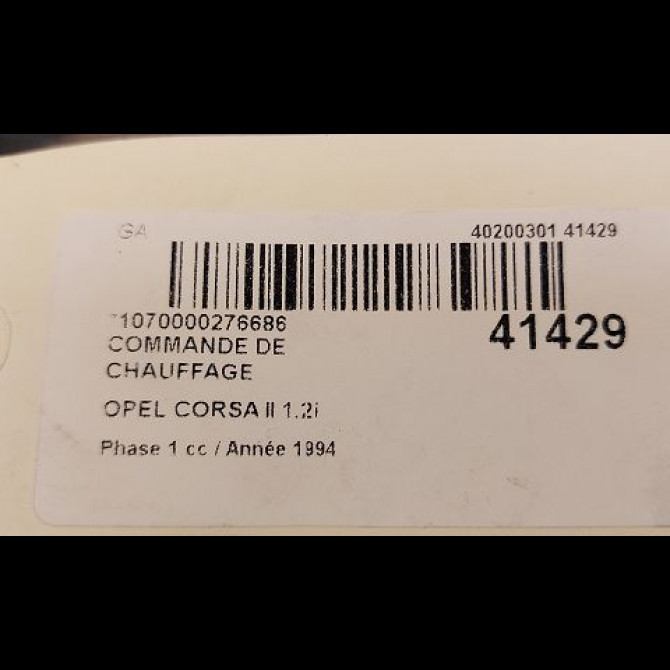 GA 40200301 41429
1070000276686 41429
COMMANDE DE
CHAUFFAGE
OPEL CORSA II 1.2i
Phase 1 cc / Année 1994